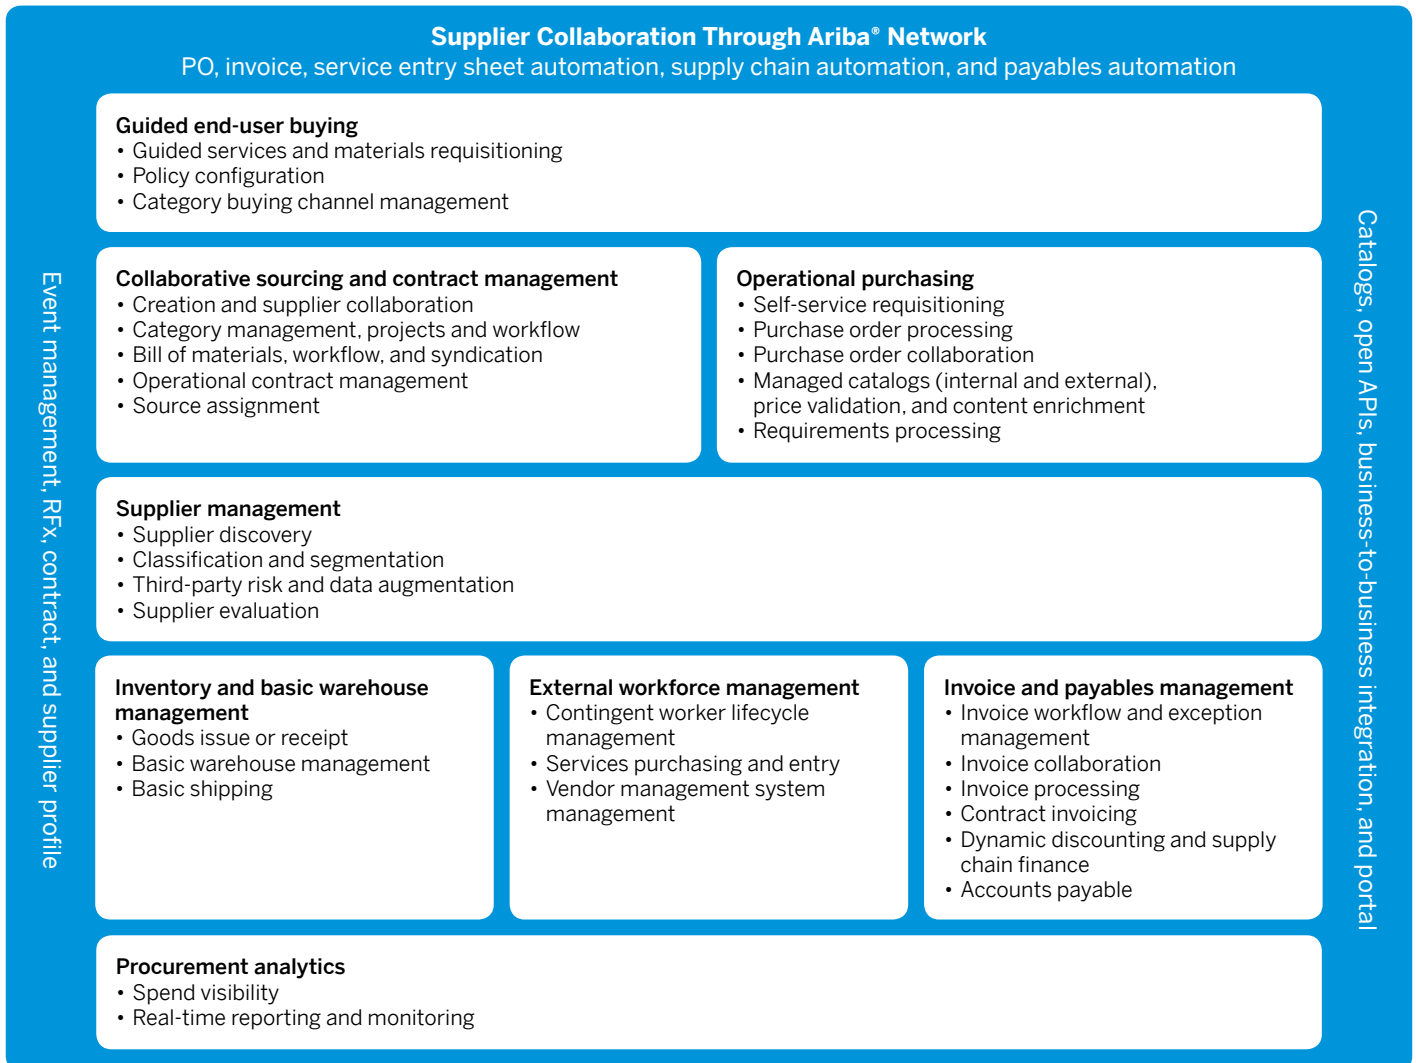 Supplier Collaboration Through Ariba® Network
PO, invoice, service entry sheet automation, supply chain automation, and payables automation
Event management, RFx, contract, and supplier profile
Guided end-user buying
• Guided services and materials requisitioning
• Policy configuration
• Category buying channel management
Collaborative sourcing and contract management
• Creation and supplier collaboration
• Category management, projects and workflow
• Bill of materials, workflow, and syndication
• Operational contract management
• Source assignment
Operational purchasing
• Self-service requisitioning
• Purchase order processing
• Purchase order collaboration
• Managed catalogs (internal and external),
price validation, and content enrichment
• Requirements processing
Supplier management
• Supplier discovery
• Classification and segmentation
• Third-party risk and data augmentation
• Supplier evaluation
Inventory and basic warehouse
management
• Goods issue or receipt
• Basic warehouse management
• Basic shipping
External workforce management
• Contingent worker lifecycle
management
• Services purchasing and entry
• Vendor management system
management
Invoice and payables management
• Invoice workflow and exception
management
• Invoice collaboration
• Invoice processing
• Contract invoicing
• Dynamic discounting and supply
chain finance
• Accounts payable
Procurement analytics
• Spend visibility
• Real-time reporting and monitoring
Catalogs, open APIs, business-to-business integration, and portal